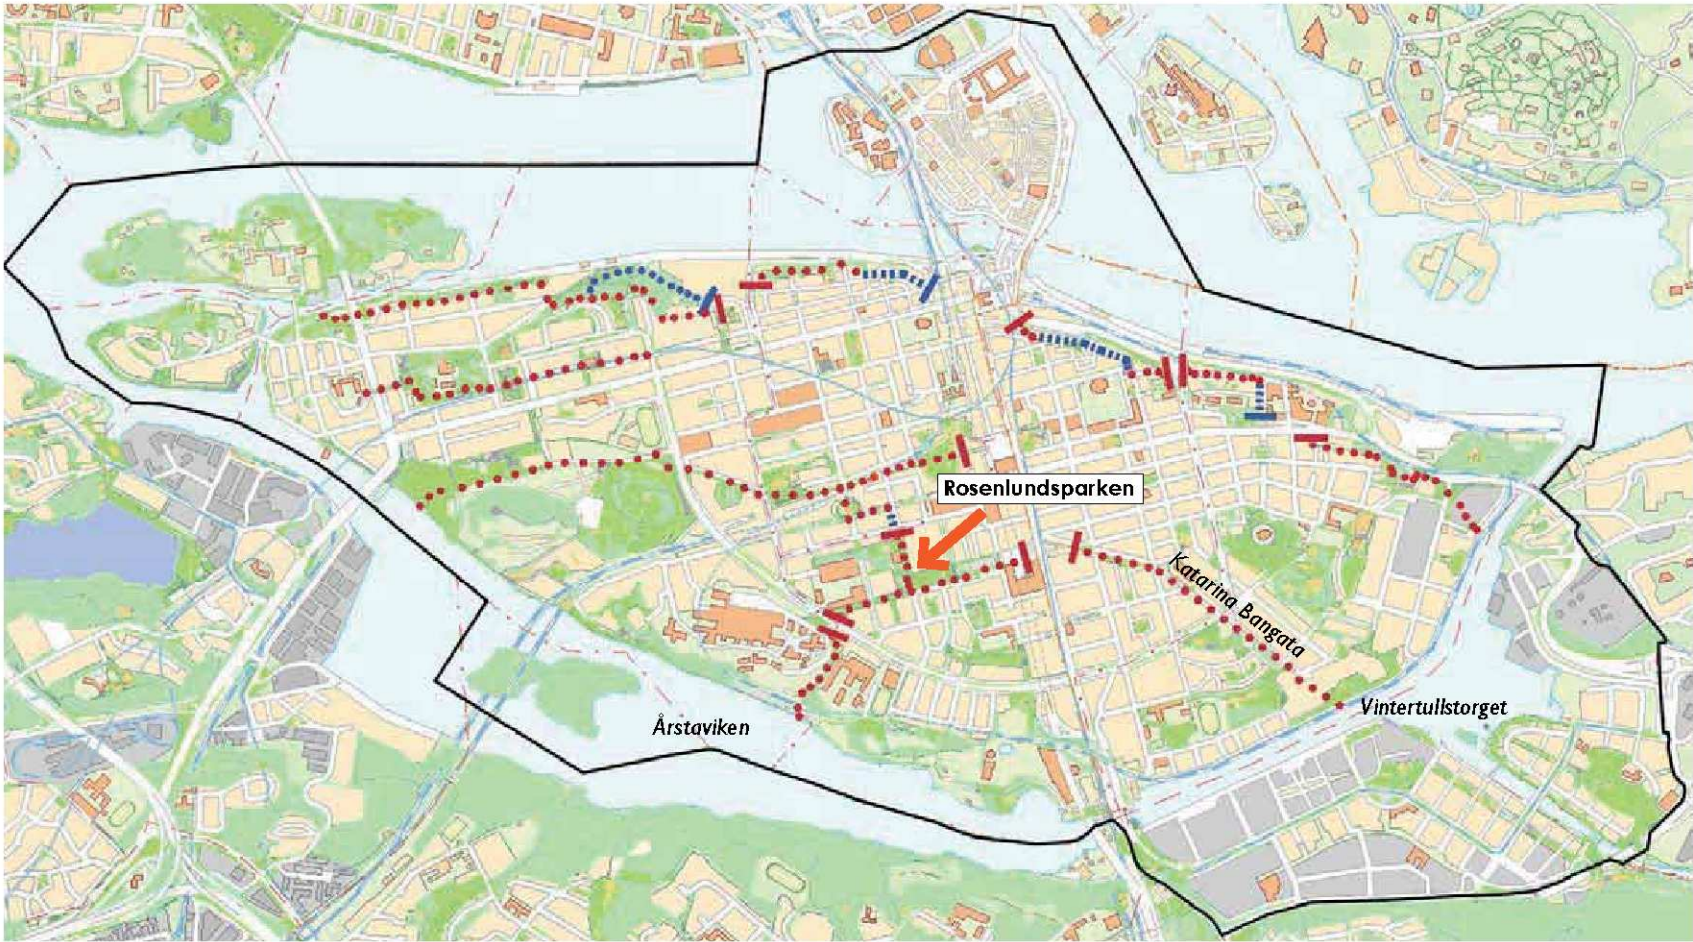 Rosenlundsparken
Katarina Bangata
Vintertullstorget
Årstaviken